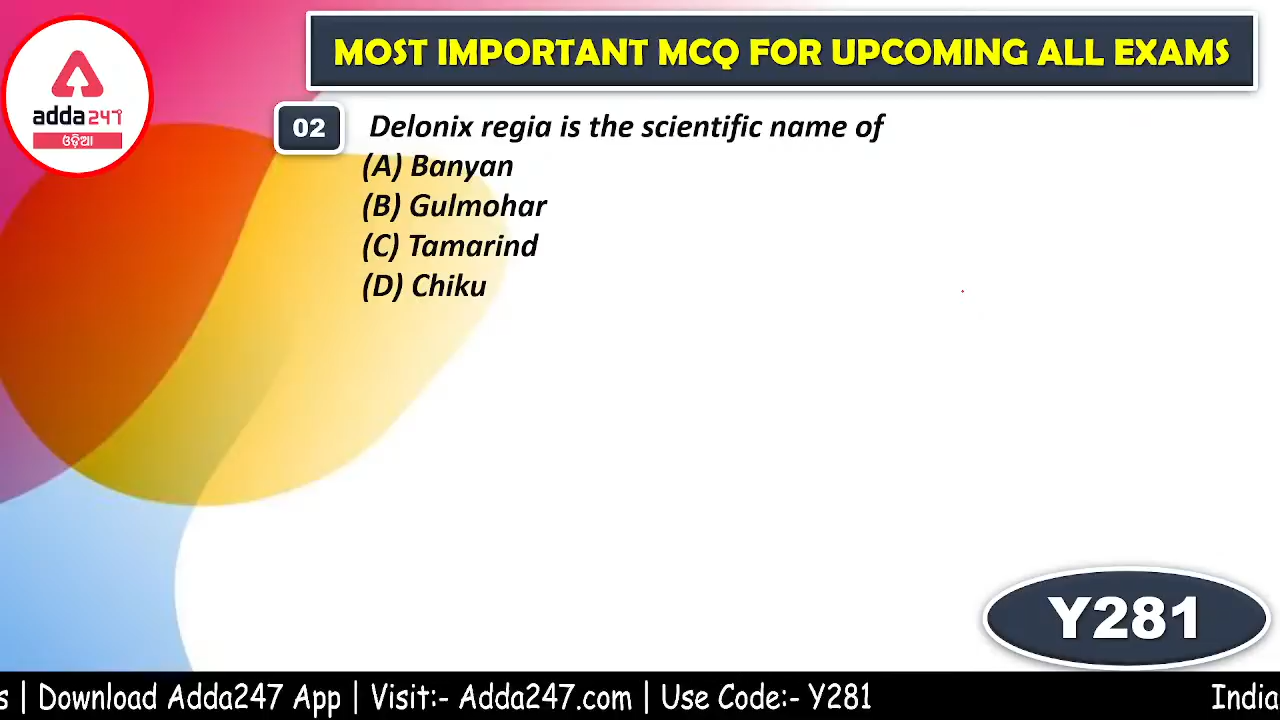 MOST IMPORTANT MCQ FOR UPCOMING ALL EXAMS
adda247
ଓଡ଼ିଆ
02
Delonix regia is the scientific name of
(A) Banyan
(B) Gulmohar
(C) Tamarind
(D) Chiku
Y281
s | Download Adda247 App | Visit:- Adda247.com | Use Code:- Y281
India